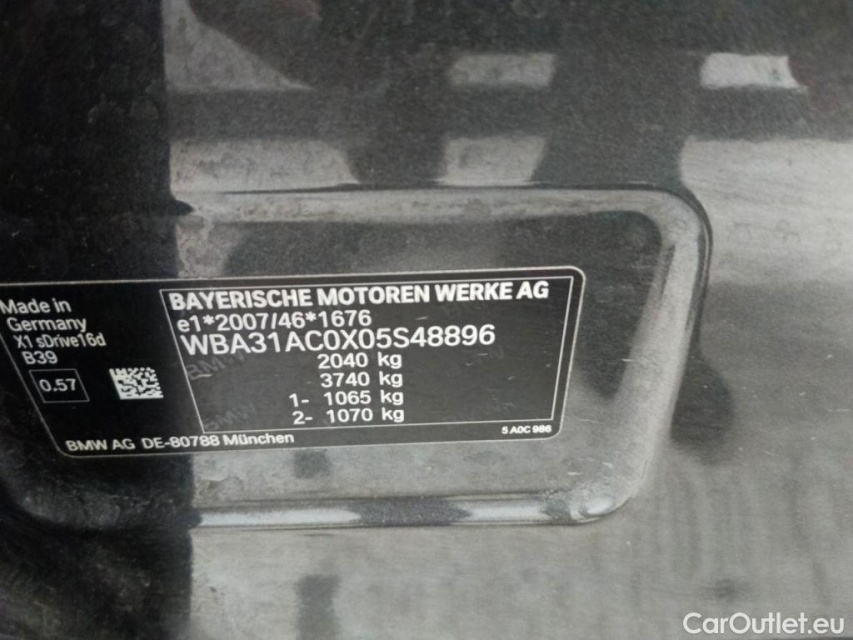 Made in
Germany
X1 sDrive16d
B39
0.57
BAYERISCHE MOTOREN WERKE AG
e1*2007/46*1676
WBA31AC0X05S48896
2040 kg
3740 kg
1- 1065 kg
2- 1070 kg
BMW AG DE-80788 München
5 A0C 986
CarOutlet.eu